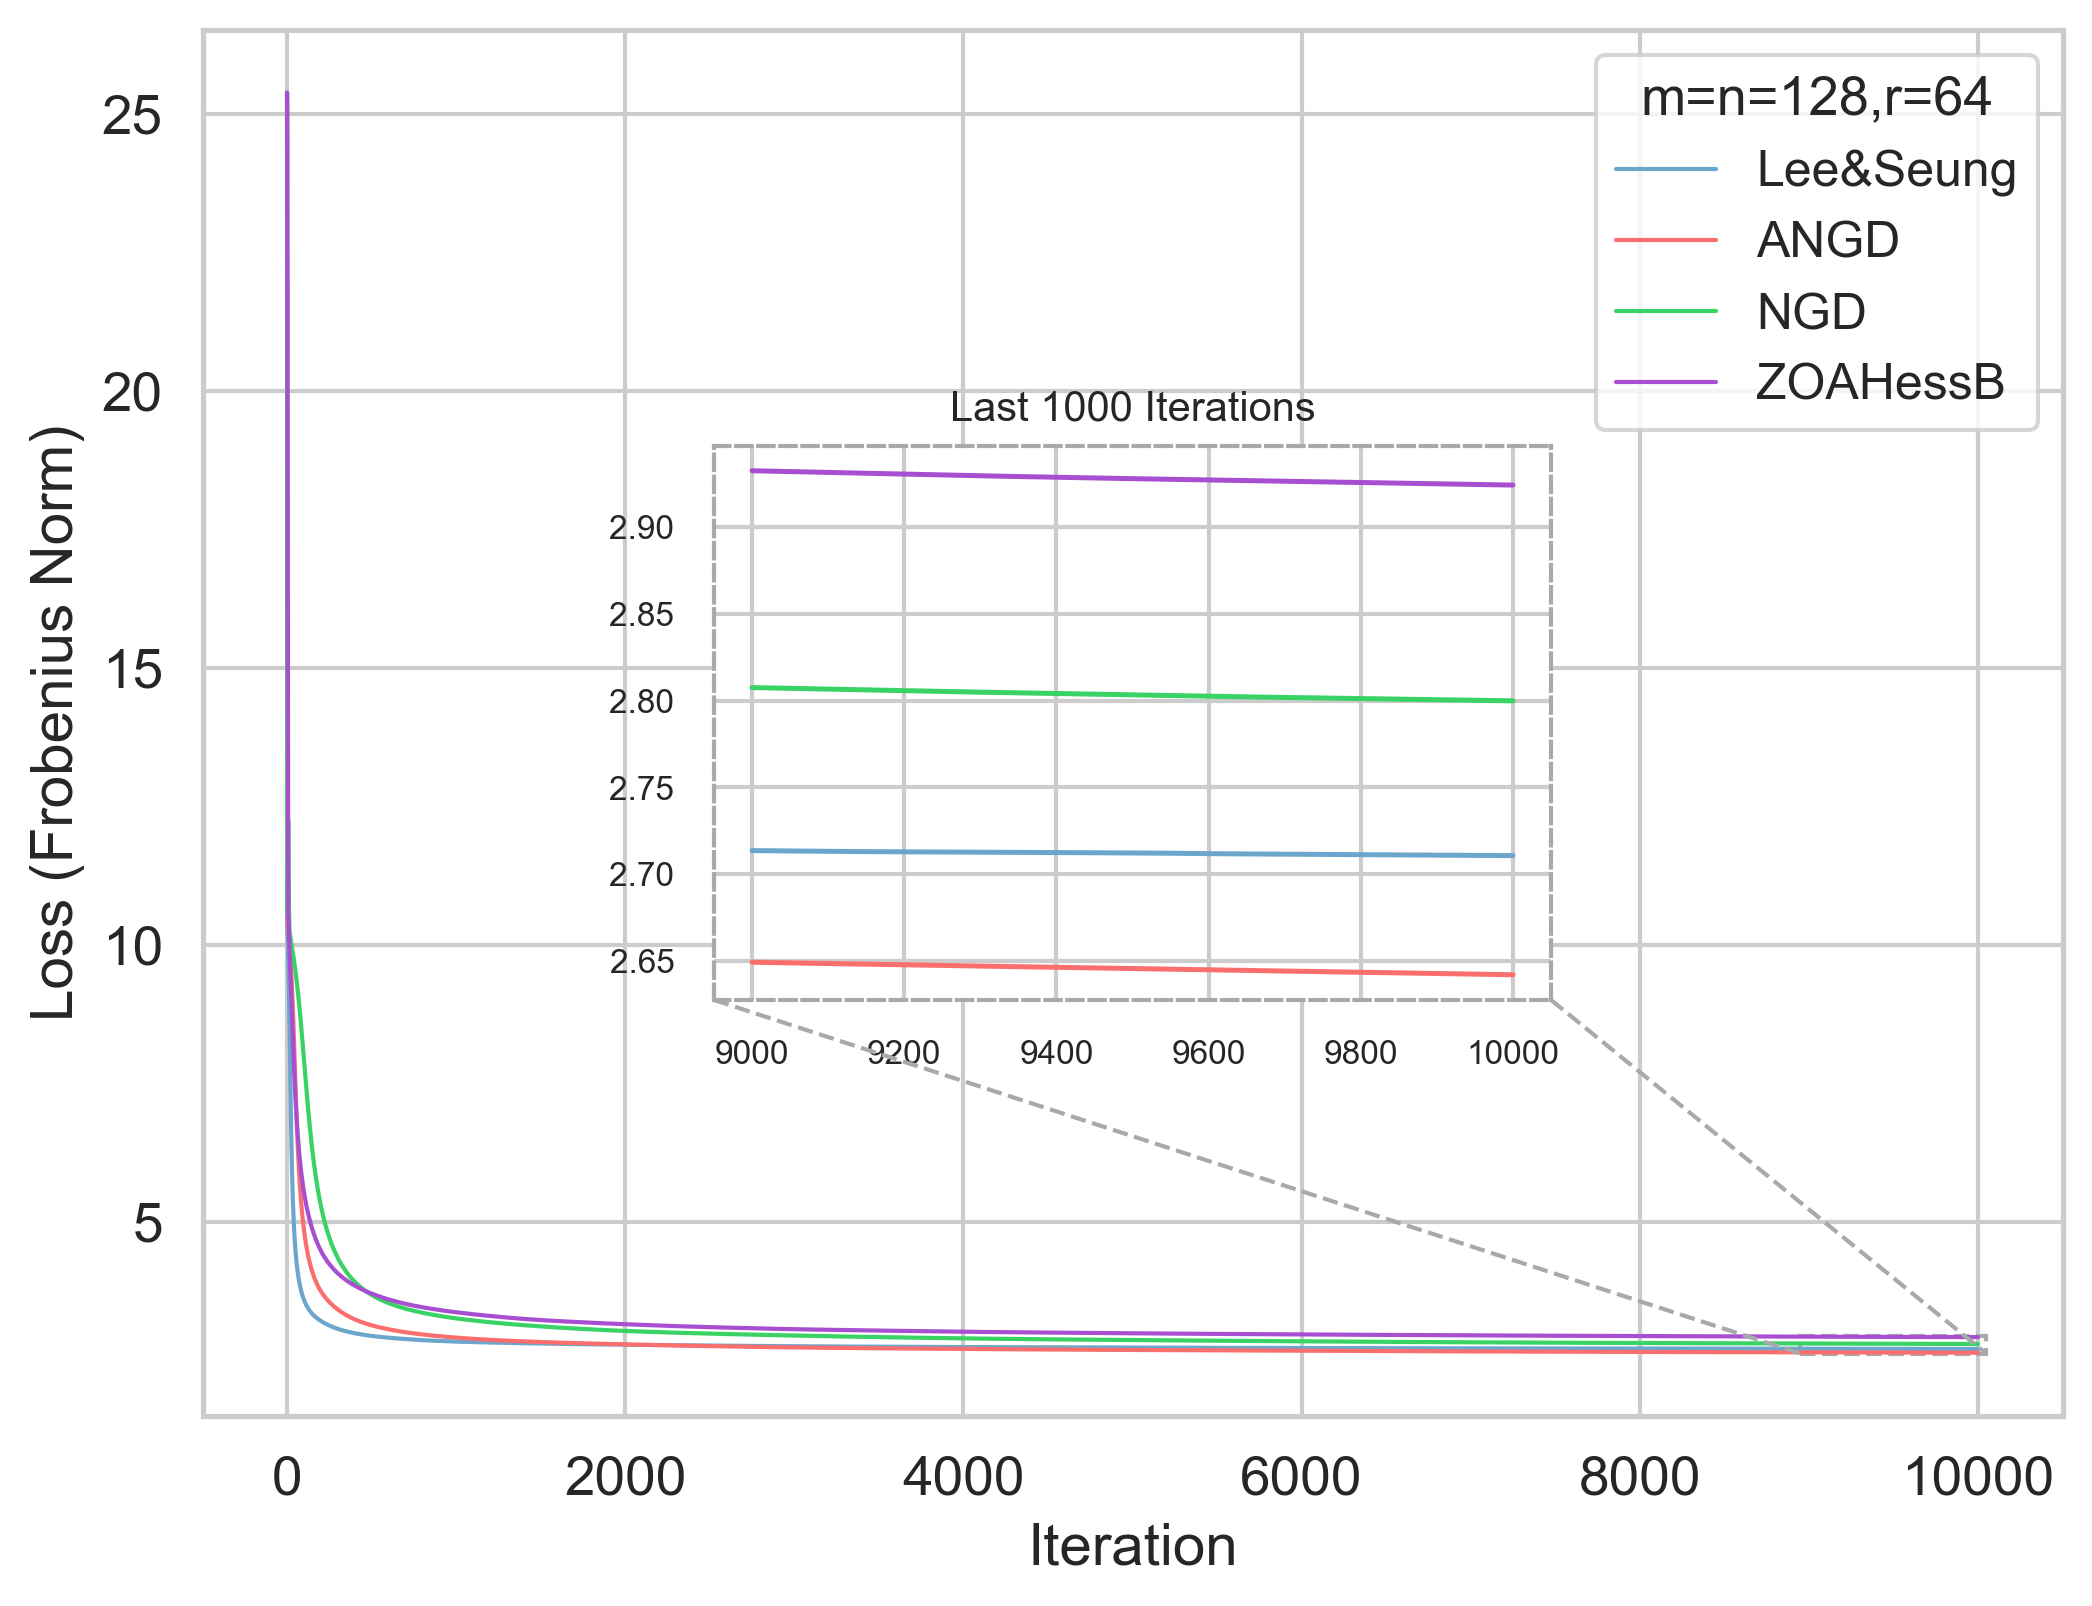 m=n=128,r=64
Lee&Seung
ANGD
NGD
ZOAHessB
Loss (Frobenius Norm)
25
20
15
10
5
Last 1000 Iterations
2.90
2.85
2.80
2.75
2.70
2.65
9000 9200 9400 9600 9800 10000
0 2000 4000 6000 8000 10000
Iteration